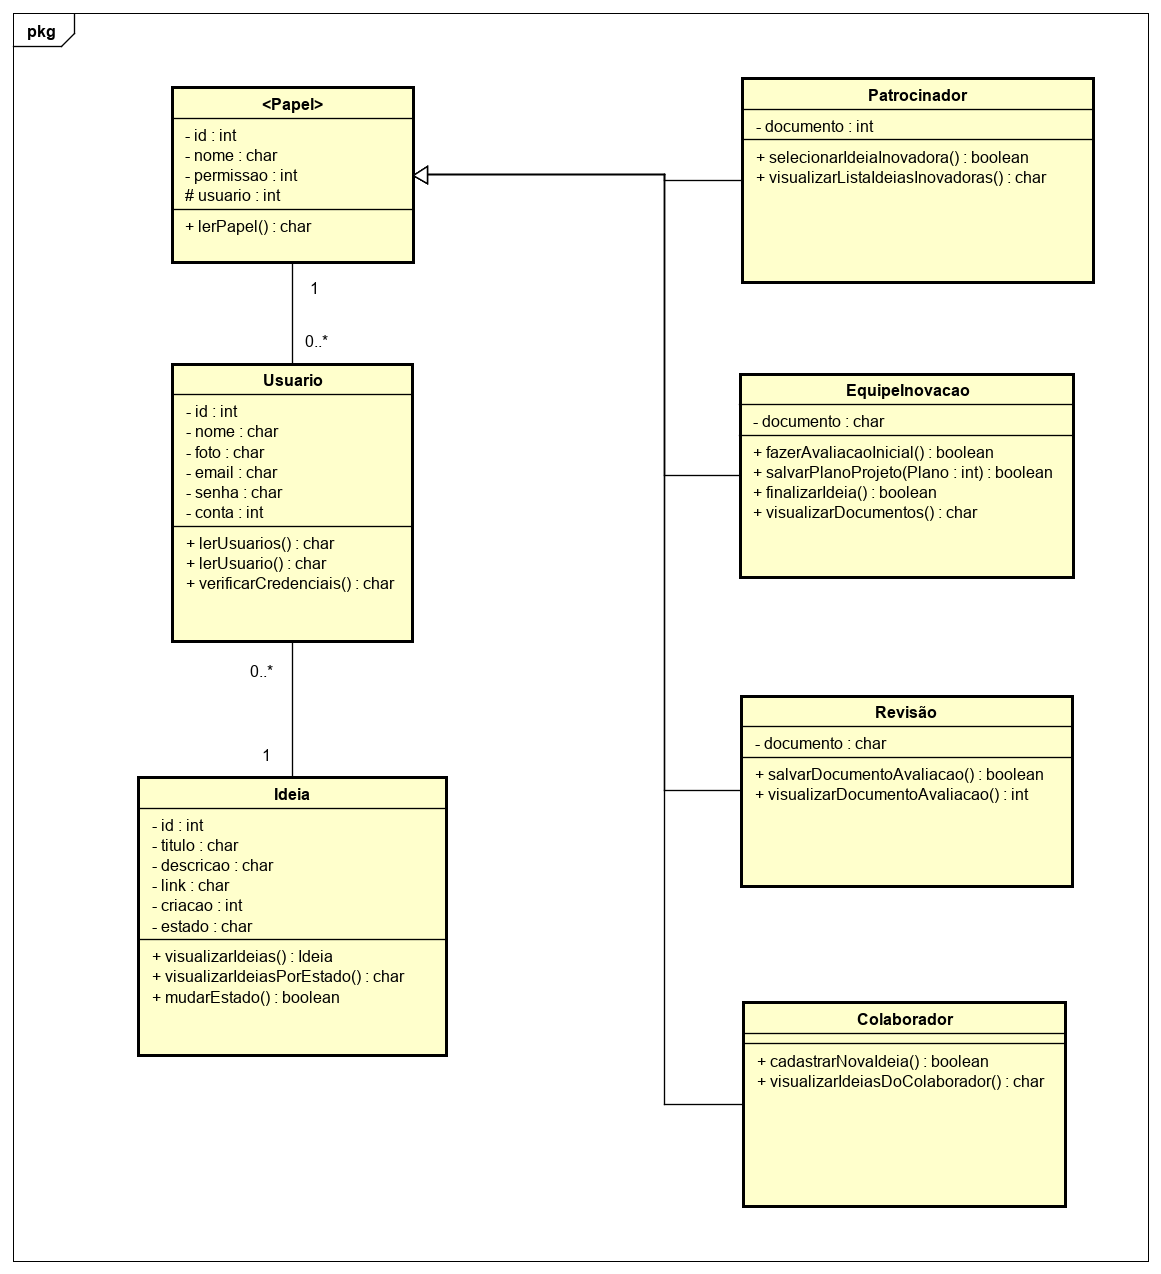 pkg
<Papel>
- id : int
- nome : char
- permissao : int
# usuario : int
+ lerPapel() : char
1
0..*
Usuario
- id : int
- nome : char
- foto : char
- email : char
- senha : char
- conta : int
+ lerUsuarios() : char
+ lerUsuario() : char
+ verificarCredenciais() : char
0..*
1
Ideia
- id : int
- titulo : char
- descricao : char
- link : char
- criacao : int
- estado : char
+ visualizarIdeias() : Ideia
+ visualizarIdeiasPorEstado() : char
+ mudarEstado() : boolean
Patrocinador
- documento : int
+ selecionarIdeiaInovadora() : boolean
+ visualizarListaIdeiasInovadoras() : char
EquipeInovacao
- documento : char
+ fazerAvaliacaoInicial() : boolean
+ salvarPlanoProjeto(Plano : int) : boolean
+ finalizarIdeia() : boolean
+ visualizarDocumentos() : char
Revisão
- documento : char
+ salvarDocumentoAvaliacao() : boolean
+ visualizarDocumentoAvaliacao() : int
Colaborador
+ cadastrarNovaIdeia() : boolean
+ visualizarIdeiasDoColaborador() : char